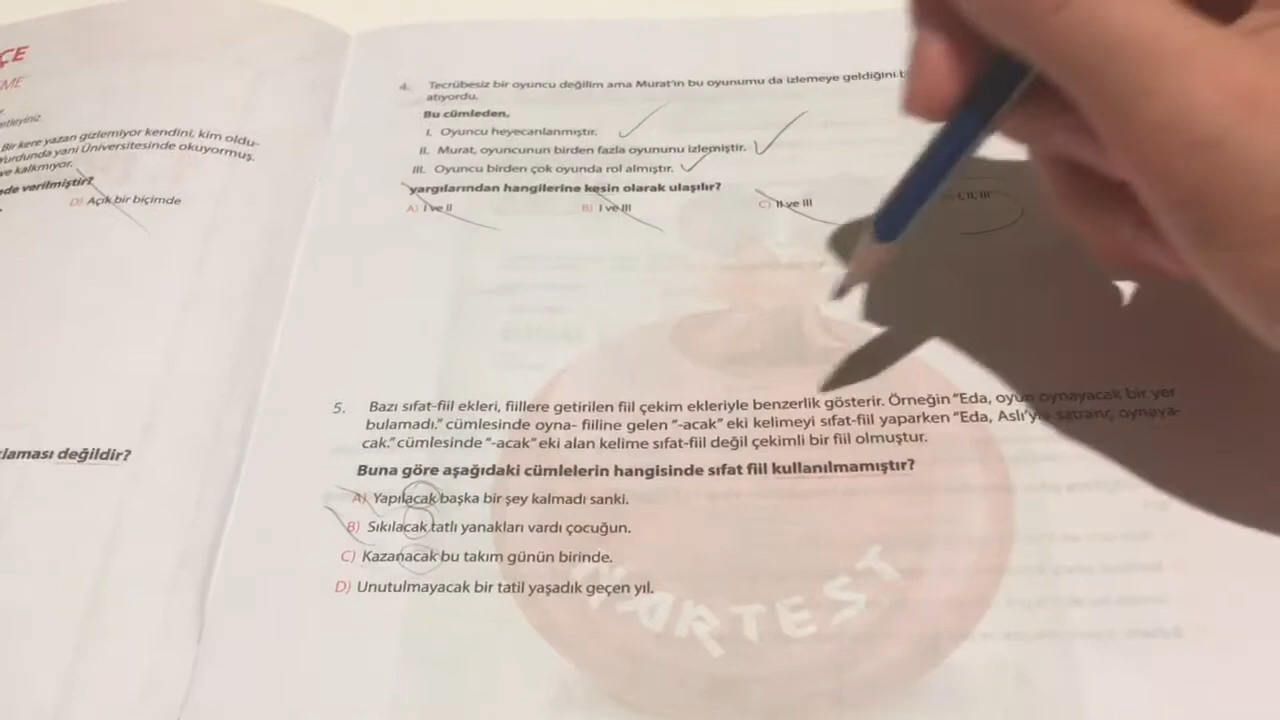 ÇE
Bir kere yazan gizlemiyor kendini, kim oldu-
yurdunda yani Üniversitesinde okuyormuş.
ve kalkmıyor.
de verilmiştir?
D) Açık bir biçimde
laması değildir?
4. Tecrübesiz bir oyuncu değilim ama Murat'ın bu oyunumu da izlemeye geldiğini
atıyordu.
Bu cümleden,
I. Oyuncu heyecanlanmıştır.
II. Murat, oyuncunun birden fazla oyununu izlemiştir.
III. Oyuncu birden çok oyunda rol almıştır.
yargılarından hangilerine kesin olarak ulaşılır?
A) I ve II B) I ve III C) II ve III I, II, III
5. Bazı sıfat-fiil ekleri, fiillere getirilen fiil çekim ekleriyle benzerlik gösterir. Örneğin "Eda, oyun oynayacak bir yer
bulamadı." cümlesinde oyna- fiiline gelen "-acak" eki kelimeyi sıfat-fiil yaparken "Eda, Aslı'yla satranç oynaya-
cak." cümlesinde "-acak" eki alan kelime sıfat-fiil değil çekimli bir fiil olmuştur.
Buna göre aşağıdaki cümlelerin hangisinde sıfat fiil kullanılmamıştır?
A) Yapılacak başka bir şey kalmadı sanki.
B) Sıkılacak tatlı yanakları vardı çocuğun.
C) Kazanacak bu takım günün birinde.
D) Unutulmayacak bir tatil yaşadık geçen yıl.
NARTEST